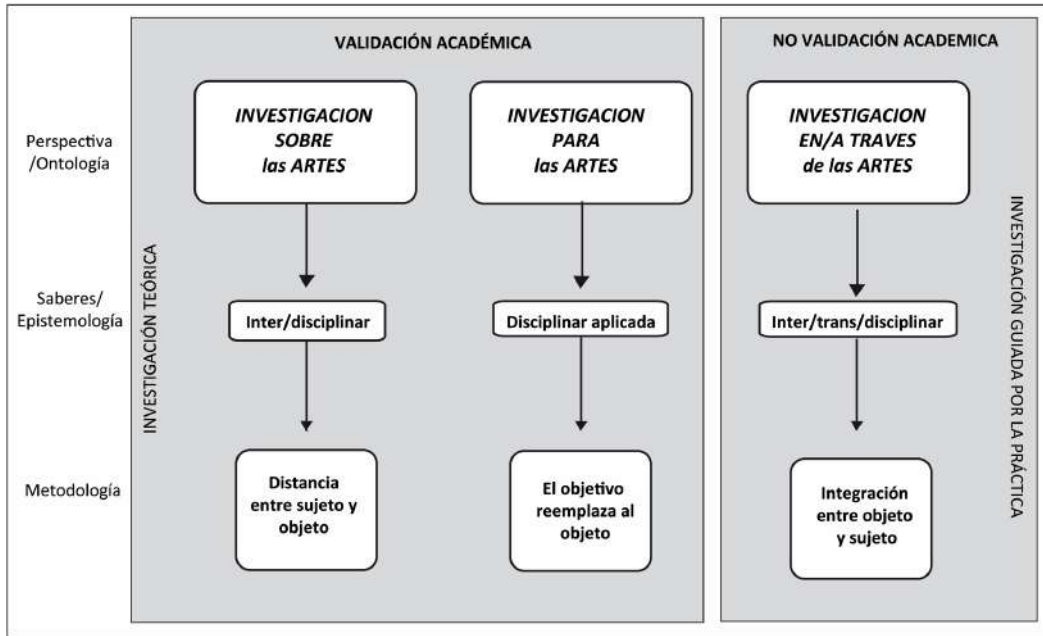 VALIDACIÓN ACADÉMICA
NO VALIDACIÓN ACADEMICA
Perspectiva
/Ontología
INVESTIGACION
SOBRE
las ARTES
INVESTIGACION
PARA
las ARTES
INVESTIGACION
EN/A TRAVES
de las ARTES
INVESTIGACIÓN TEÓRICA
INVESTIGACIÓN GUIADA POR LA PRÁCTICA
Saberes/
Epistemología
Inter/disciplinar
Disciplinar aplicada
Inter/trans/disciplinar
Metodología
Distancia
entre sujeto y
objeto
El objetivo
reemplaza al
objeto
Integración
entre objeto
y sujeto